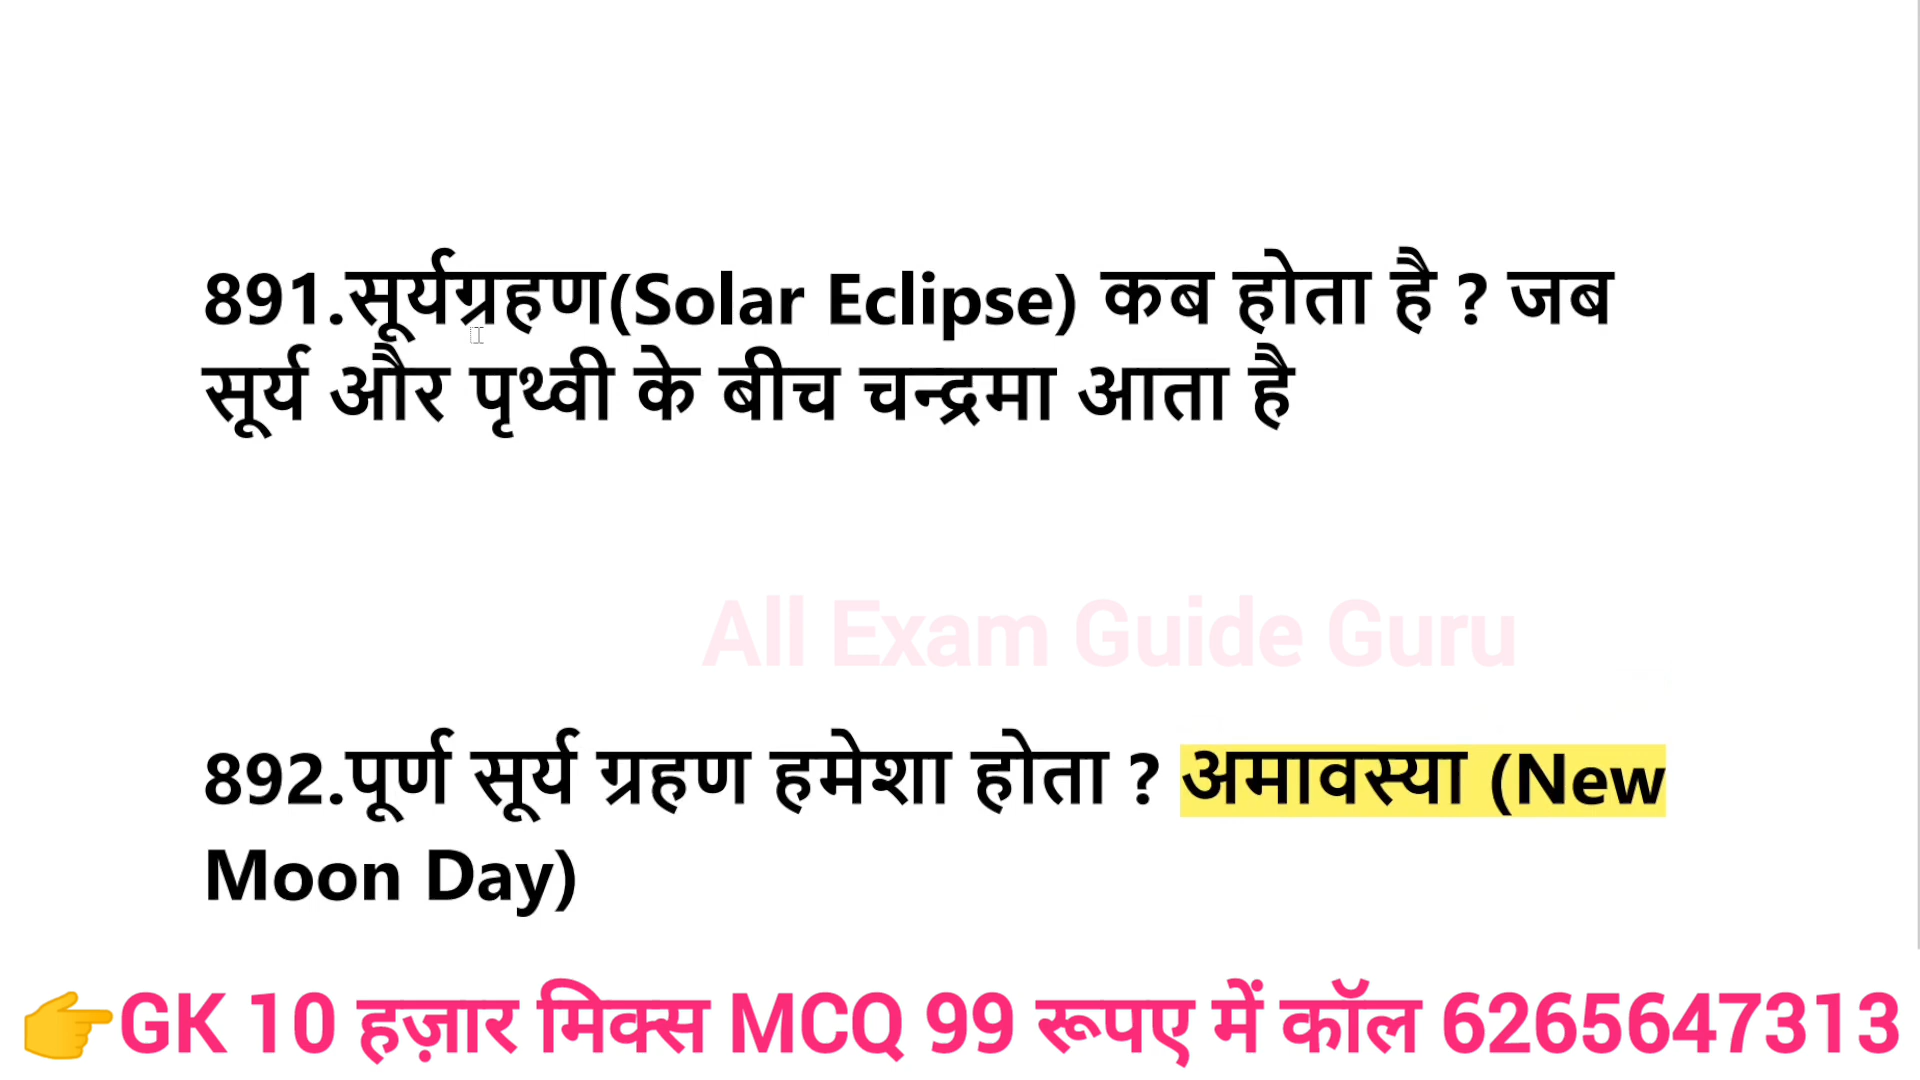 891.सूर्यग्रहण(Solar Eclipse) कब होता है ? जब
सूर्य और पृथ्वी के बीच चन्द्रमा आता है
All Exam Guide Guru
892.पूर्ण सूर्य ग्रहण हमेशा होता ? अमावस्या (New
Moon Day)
👉GK 10 हज़ार मिक्स MCQ 99 रूपए में कॉल 6265647313